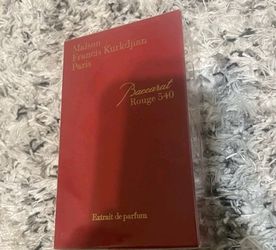 Maison
Francis Kurkdjian
Paris
Baccarat
Rouge 540
Extrait de parfum